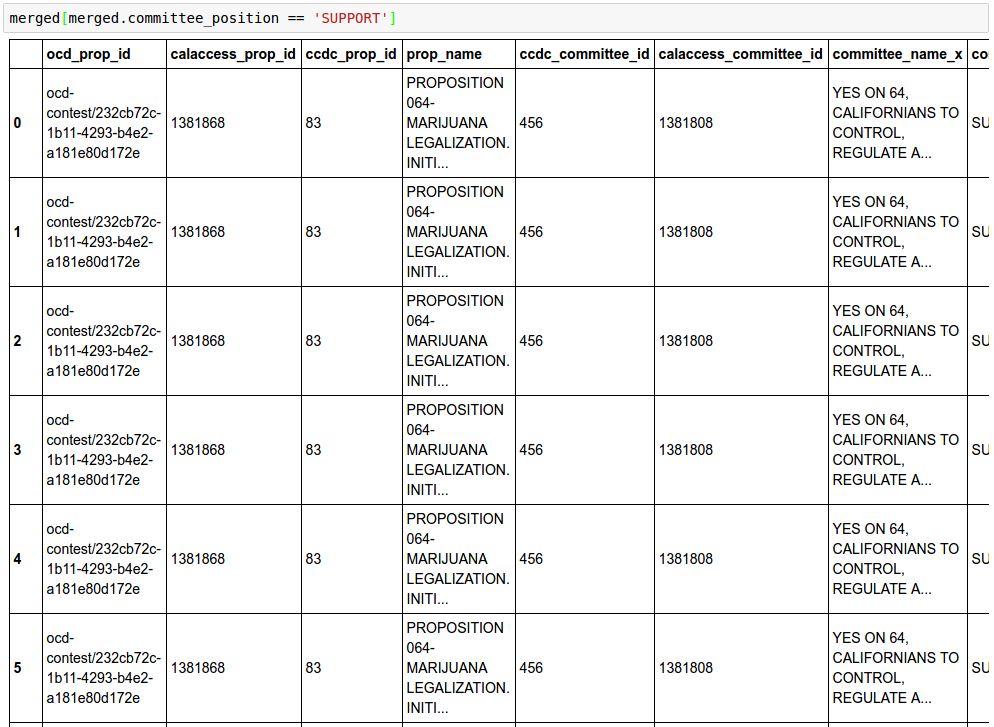 merged[merged.committee_position == 'SUPPORT']
ocd_prop_id calaccess_prop_id ccdc_prop_id prop_name ccdc_committee_id calaccess_committee_id committee_name_x co
0 ocd-
contest/232cb72c-
1b11-4293-b4e2-
a181e80d172e 1381868 83 PROPOSITION
064-
MARIJUANA
LEGALIZATION.
INITI... 456 1381808 YES ON 64,
CALIFORNIANS TO
CONTROL,
REGULATE A... SU
1 ocd-
contest/232cb72c-
1b11-4293-b4e2-
a181e80d172e 1381868 83 PROPOSITION
064-
MARIJUANA
LEGALIZATION.
INITI... 456 1381808 YES ON 64,
CALIFORNIANS TO
CONTROL,
REGULATE A... SU
2 ocd-
contest/232cb72c-
1b11-4293-b4e2-
a181e80d172e 1381868 83 PROPOSITION
064-
MARIJUANA
LEGALIZATION.
INITI... 456 1381808 YES ON 64,
CALIFORNIANS TO
CONTROL,
REGULATE A... SU
3 ocd-
contest/232cb72c-
1b11-4293-b4e2-
a181e80d172e 1381868 83 PROPOSITION
064-
MARIJUANA
LEGALIZATION.
INITI... 456 1381808 YES ON 64,
CALIFORNIANS TO
CONTROL,
REGULATE A... SU
4 ocd-
contest/232cb72c-
1b11-4293-b4e2-
a181e80d172e 1381868 83 PROPOSITION
064-
MARIJUANA
LEGALIZATION.
INITI... 456 1381808 YES ON 64,
CALIFORNIANS TO
CONTROL,
REGULATE A... SU
5 ocd-
contest/232cb72c-
1b11-4293-b4e2-
a181e80d172e 1381868 83 PROPOSITION
064-
MARIJUANA
LEGALIZATION.
INITI... 456 1381808 YES ON 64,
CALIFORNIANS TO
CONTROL,
REGULATE A... SU